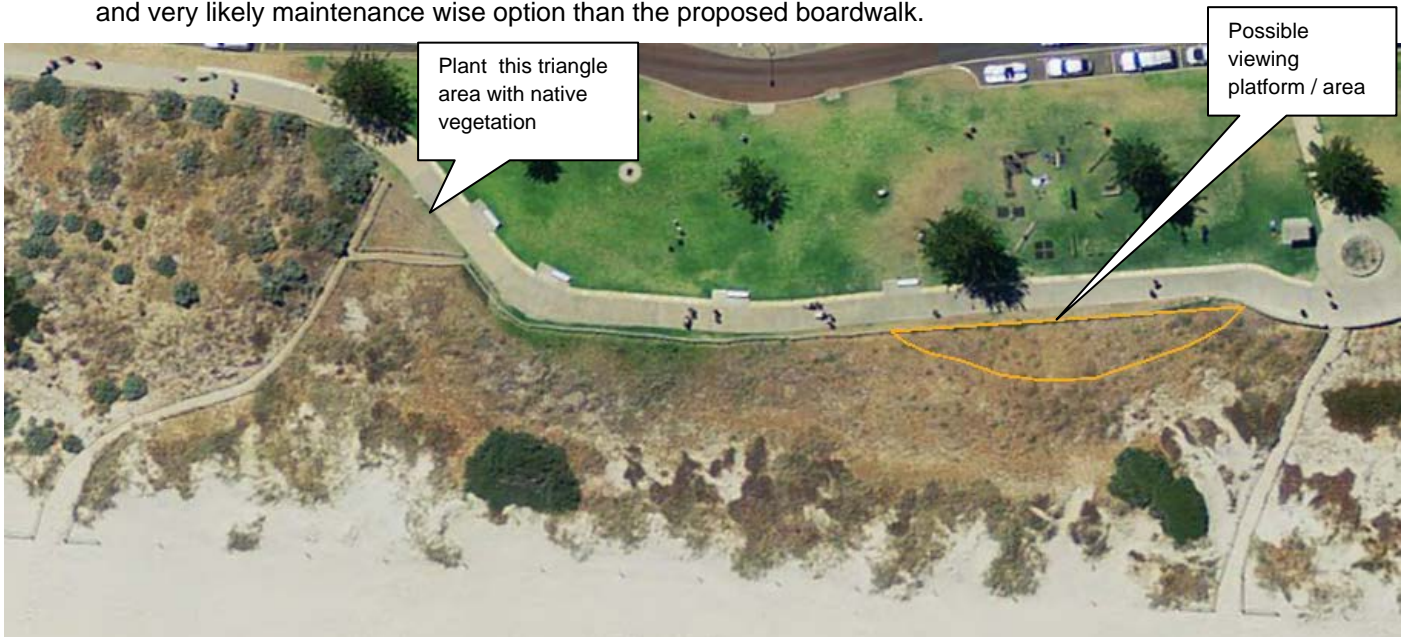 and very likely maintenance wise option than the proposed boardwalk.
Plant this triangle
area with native
vegetation
Possible
viewing
platform / area